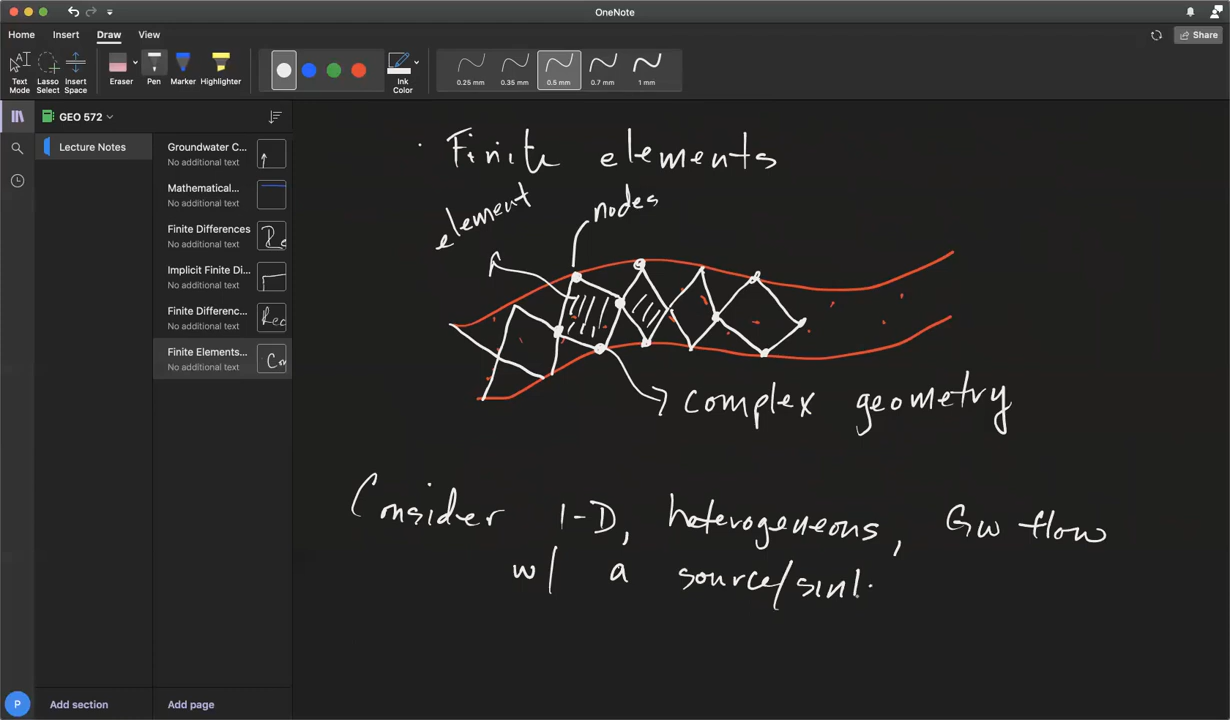 OneNote
Home Insert Draw View
Share
Text Mode
Lasso Select
Insert Space
Eraser
Pen
Marker
Highlighter
Ink Color
0.25 mm
0.35 mm
0.5 mm
0.7 mm
1 mm
GEO 572
Lecture Notes
Groundwater C...
No additional text
Mathematical...
No additional text
Finite Differences
No additional text
Implicit Finite Di...
No additional text
Finite Differenc...
No additional text
Finite Elements...
No additional text
P
Add section
Add page
Finite elements
element
nodes
complex geometry
Consider 1-D, heterogeneous, GW flow
w/ a source/